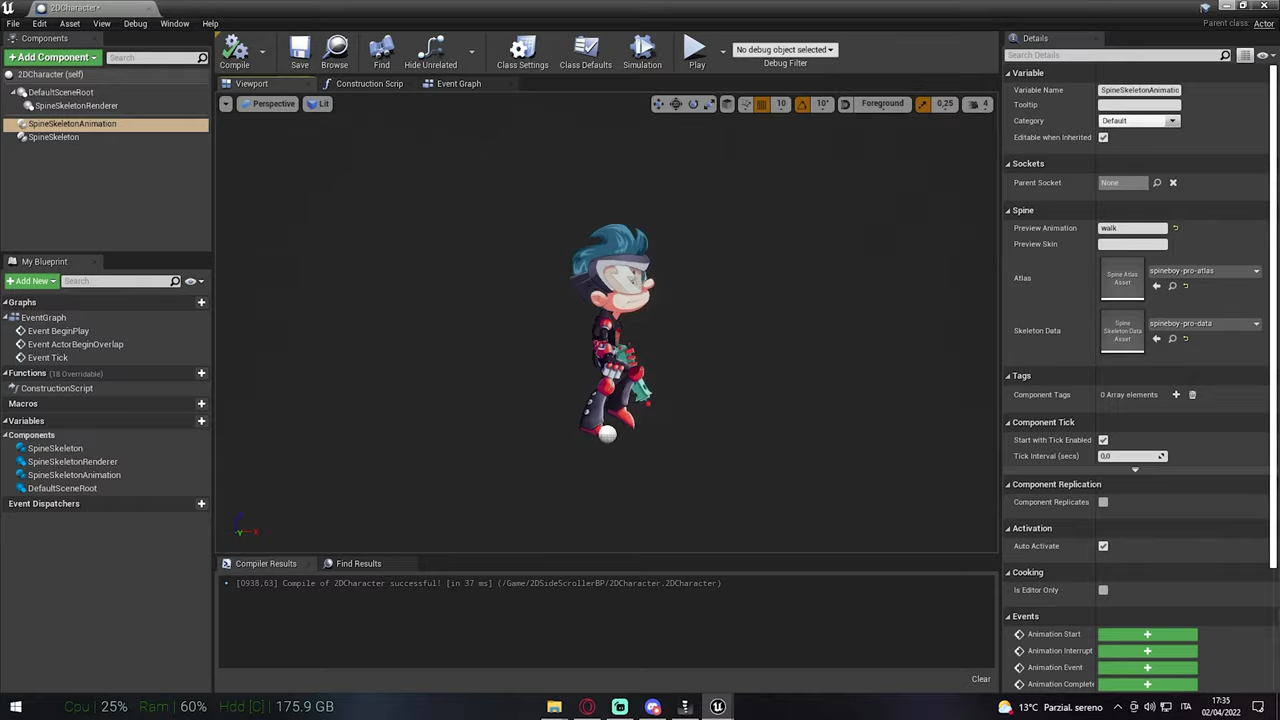 2DCharacter*
File Edit Asset View Debug Window Help
Parent class: Actor
Components
Add Component
Search
2DCharacter (self)
DefaultSceneRoot
SpineSkeletonRenderer
SpineSkeletonAnimation
SpineSkeleton
My Blueprint
Add New
Search
Graphs
EventGraph
Event BeginPlay
Event ActorBeginOverlap
Event Tick
Functions (18 Overridable)
ConstructionScript
Macros
Variables
Components
SpineSkeleton
SpineSkeletonRenderer
SpineSkeletonAnimation
DefaultSceneRoot
Event Dispatchers
Compile
Save
Browse
Find
Hide Unrelated
Class Settings
Class Defaults
Simulation
Play
No debug object selected
Debug Filter
Viewport
Construction Scrip
Event Graph
Perspective
Lit
10
10°
Foreground
0,25
4
X
Y
Compiler Results
Find Results
[0938,63] Compile of 2DCharacter successful! [in 37 ms] (/Game/2DSideScrollerBP/2DCharacter.2DCharacter)
Clear
Details
Search Details
Variable
Variable Name SpineSkeletonAnimatic
Tooltip
Category Default
Editable when Inherited
Sockets
Parent Socket None
Spine
Preview Animation walk
Preview Skin
Atlas
Spine Atlas Asset
spineboy-pro-atlas
Skeleton Data
Spine Skeleton Data Asset
spineboy-pro-data
Tags
Component Tags 0 Array elements
Component Tick
Start with Tick Enabled
Tick Interval (secs) 0,0
Component Replication
Component Replicates
Activation
Auto Activate
Cooking
Is Editor Only
Events
Animation Start
Animation Interrupt
Animation Event
Animation Complete
Cpu | 25% Ram | 60% Hdd [C] | 175.9 GB
13°C Parzial. sereno
ITA
17:35
02/04/2022